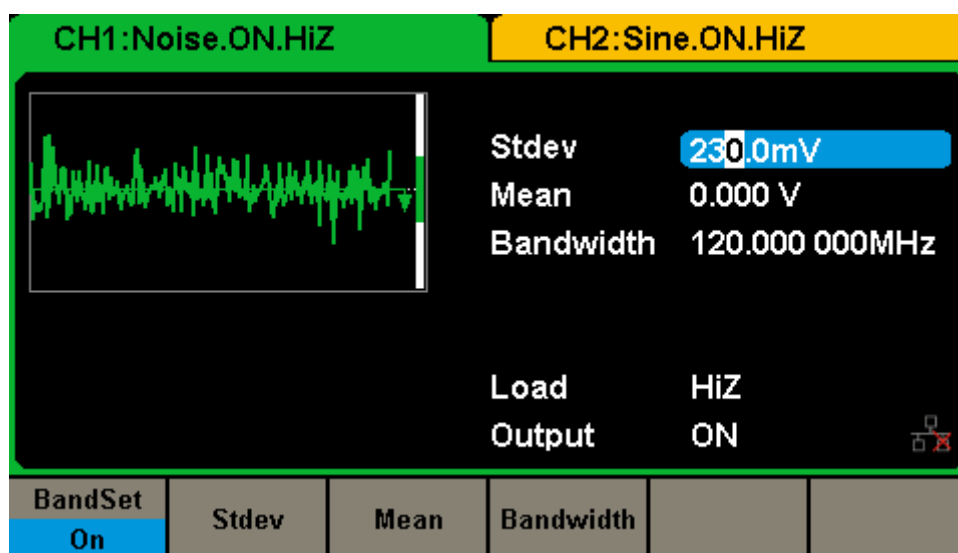 CH1:Noise.ON.HiZ
CH2:Sine.ON.HiZ
Stdev 230.0mV
Mean 0.000 V
Bandwidth 120.000 000MHz
Load HiZ
Output ON
BandSet
On
Stdev
Mean
Bandwidth